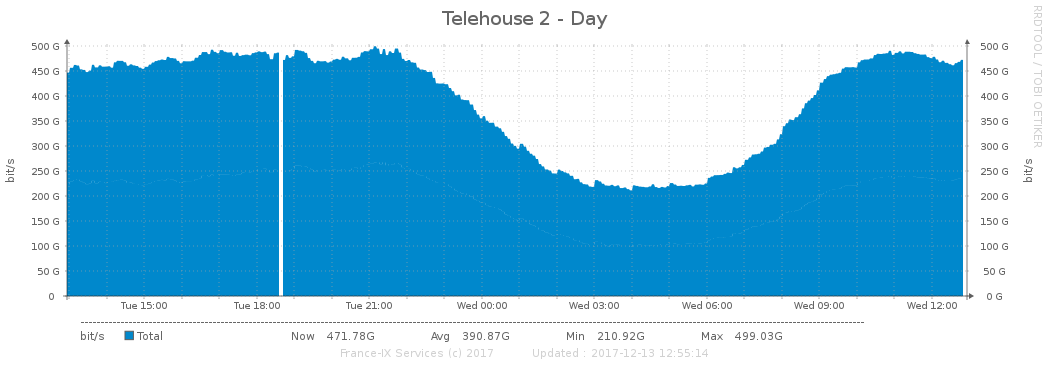 Telehouse 2 - Day
RRDTOOL / TOBI OETIKER
bit/s
500 G
450 G
400 G
350 G
300 G
250 G
200 G
150 G
100 G
50 G
0
500 G
450 G
400 G
350 G
300 G
250 G
200 G
150 G
100 G
50 G
0 G
bit/s
Tue 15:00 Tue 18:00 Tue 21:00 Wed 00:00 Wed 03:00 Wed 06:00 Wed 09:00 Wed 12:00
bit/s Total Now 471.78G Avg 390.87G Min 210.92G Max 499.03G
France-IX Services (c) 2017 Updated : 2017-12-13 12:55:14